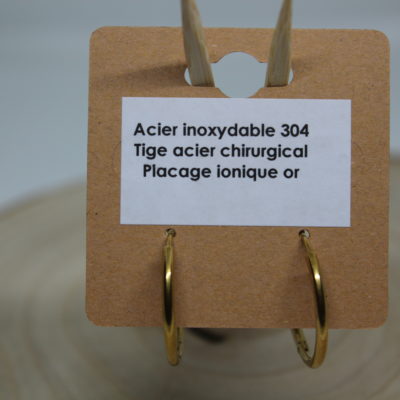 Acier inoxydable 304
Tige acier chirurgical
Placage ionique or